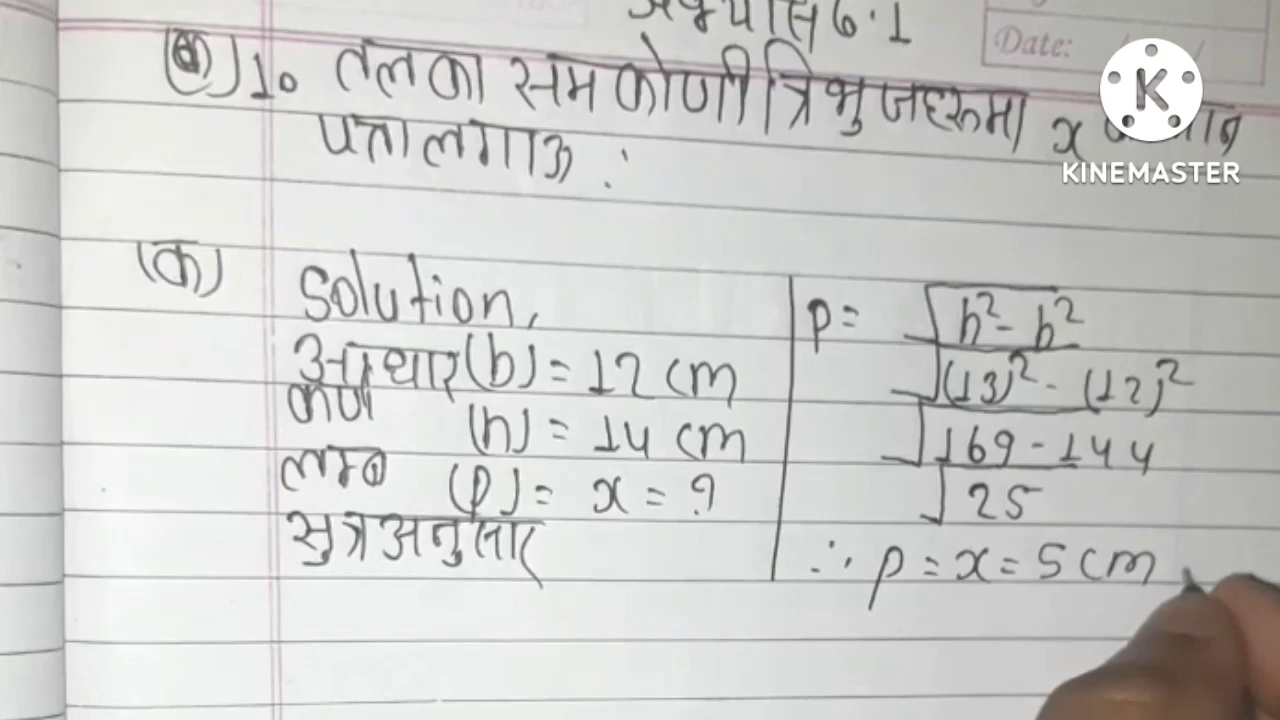 अभ्यास 6.1
Date:
K
KINEMASTER
(क) 1. तलका समकोणी त्रिभुजहरूमा x मान
पत्ता लगाऊ :
(क) Solution,
आधार (b) = 12 cm
कर्ण (h) = 14 cm
लम्ब (p) = x = ?
सुत्र अनुसार
p = √h² - b²
√(13)² - (12)²
√169 - 144
√25
∴ p = x = 5 cm